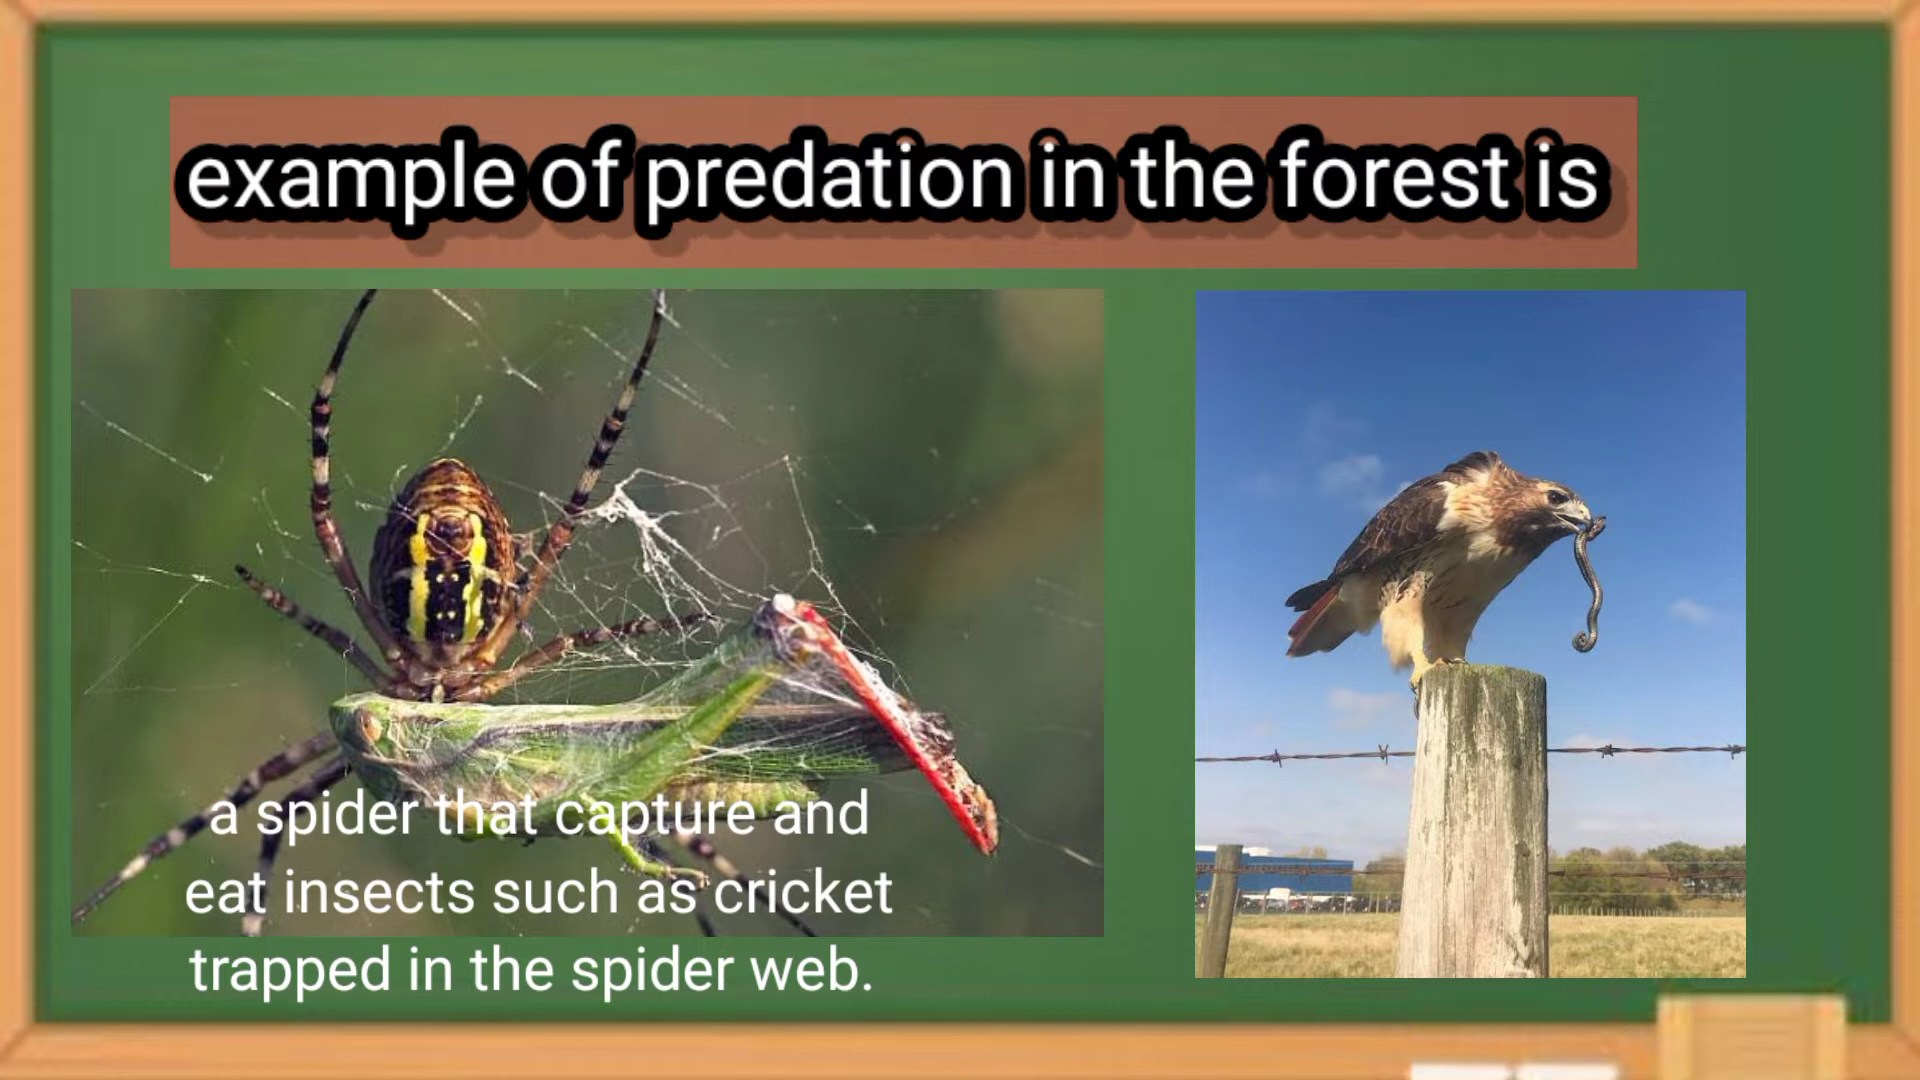 example of predation in the forest is
a spider that capture and
eat insects such as cricket
trapped in the spider web.